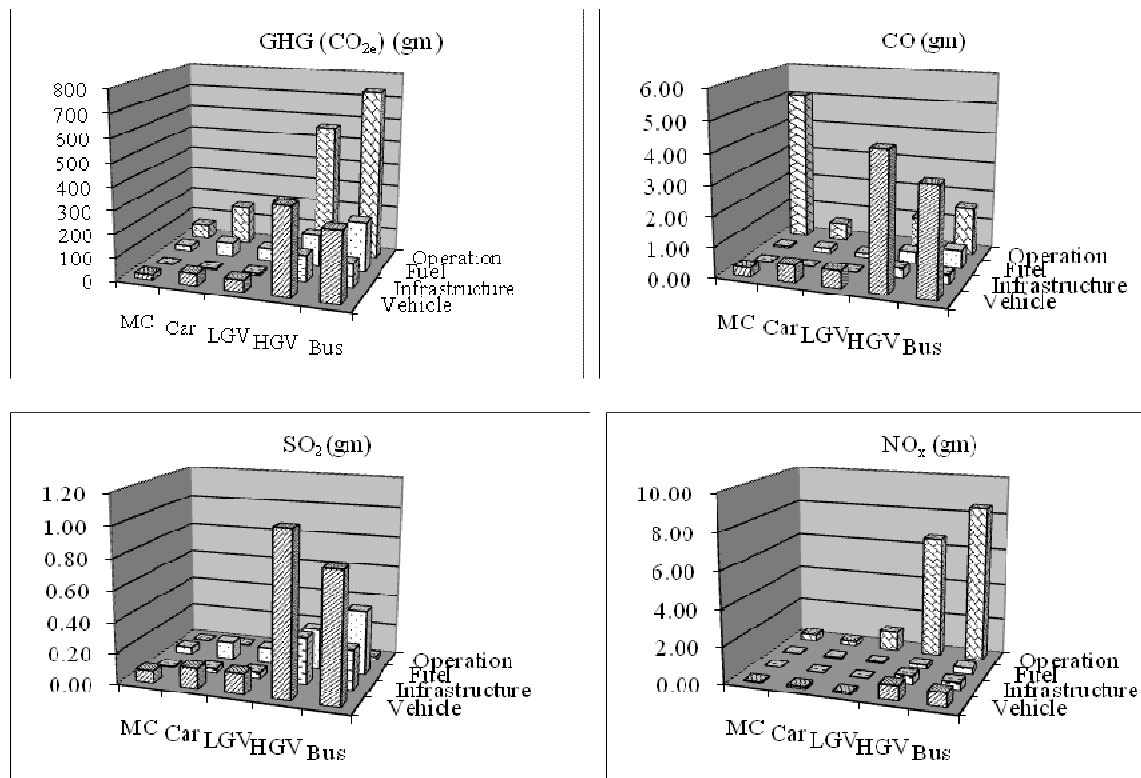 GHG (CO2e) (gm)
800
700
600
500
400
300
200
100
0
Operation
Fuel
Infrastructure
Vehicle
MC Car LGV HGV Bus
CO (gm)
6.00
5.00
4.00
3.00
2.00
1.00
0.00
Operation
Fuel
Infrastructure
Vehicle
MC Car LGV HGV Bus
SO2 (gm)
1.20
1.00
0.80
0.60
0.40
0.20
0.00
Operation
Fuel
Infrastructure
Vehicle
MC Car LGV HGV Bus
NOx (gm)
10.00
8.00
6.00
4.00
2.00
0.00
Operation
Fuel
Infrastructure
Vehicle
MC Car LGV HGV Bus